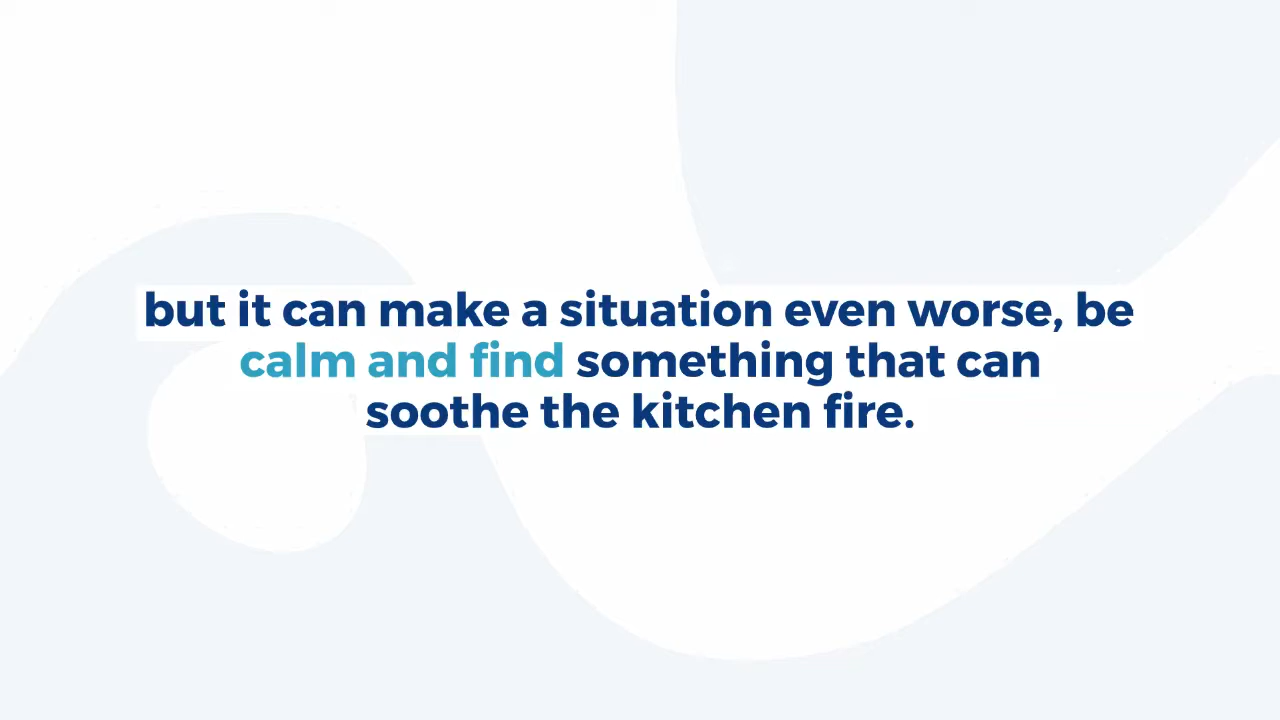 but it can make a situation even worse, be
calm and find something that can
soothe the kitchen fire.